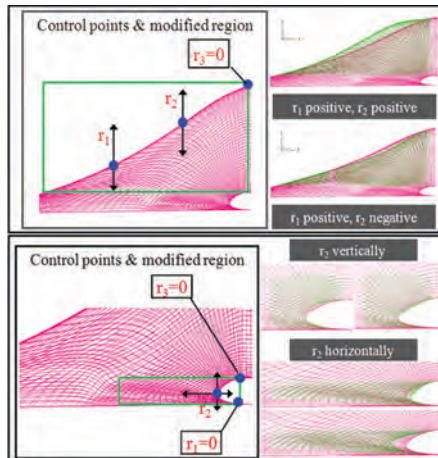 Control points & modified region
r3=0
r2
r1
r1 positive, r2 positive
r1 positive, r2 negative
Control points & modified region
r3=0
r2
r1=0
r2 vertically
r2 horizontally